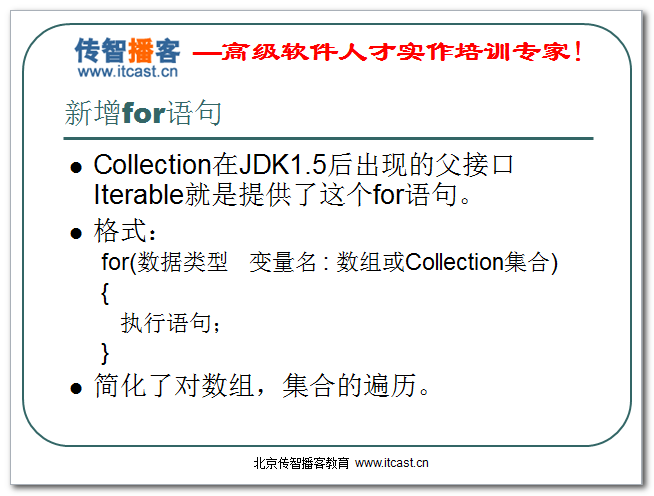 传智播客 —高级软件人才实作培训专家!
www.itcast.cn
新增for语句
● Collection在JDK1.5后出现的父接口
Iterable就是提供了这个for语句。
● 格式：
for(数据类型 变量名 : 数组或Collection集合)
{
执行语句；
}
● 简化了对数组，集合的遍历。
北京传智播客教育 www.itcast.cn